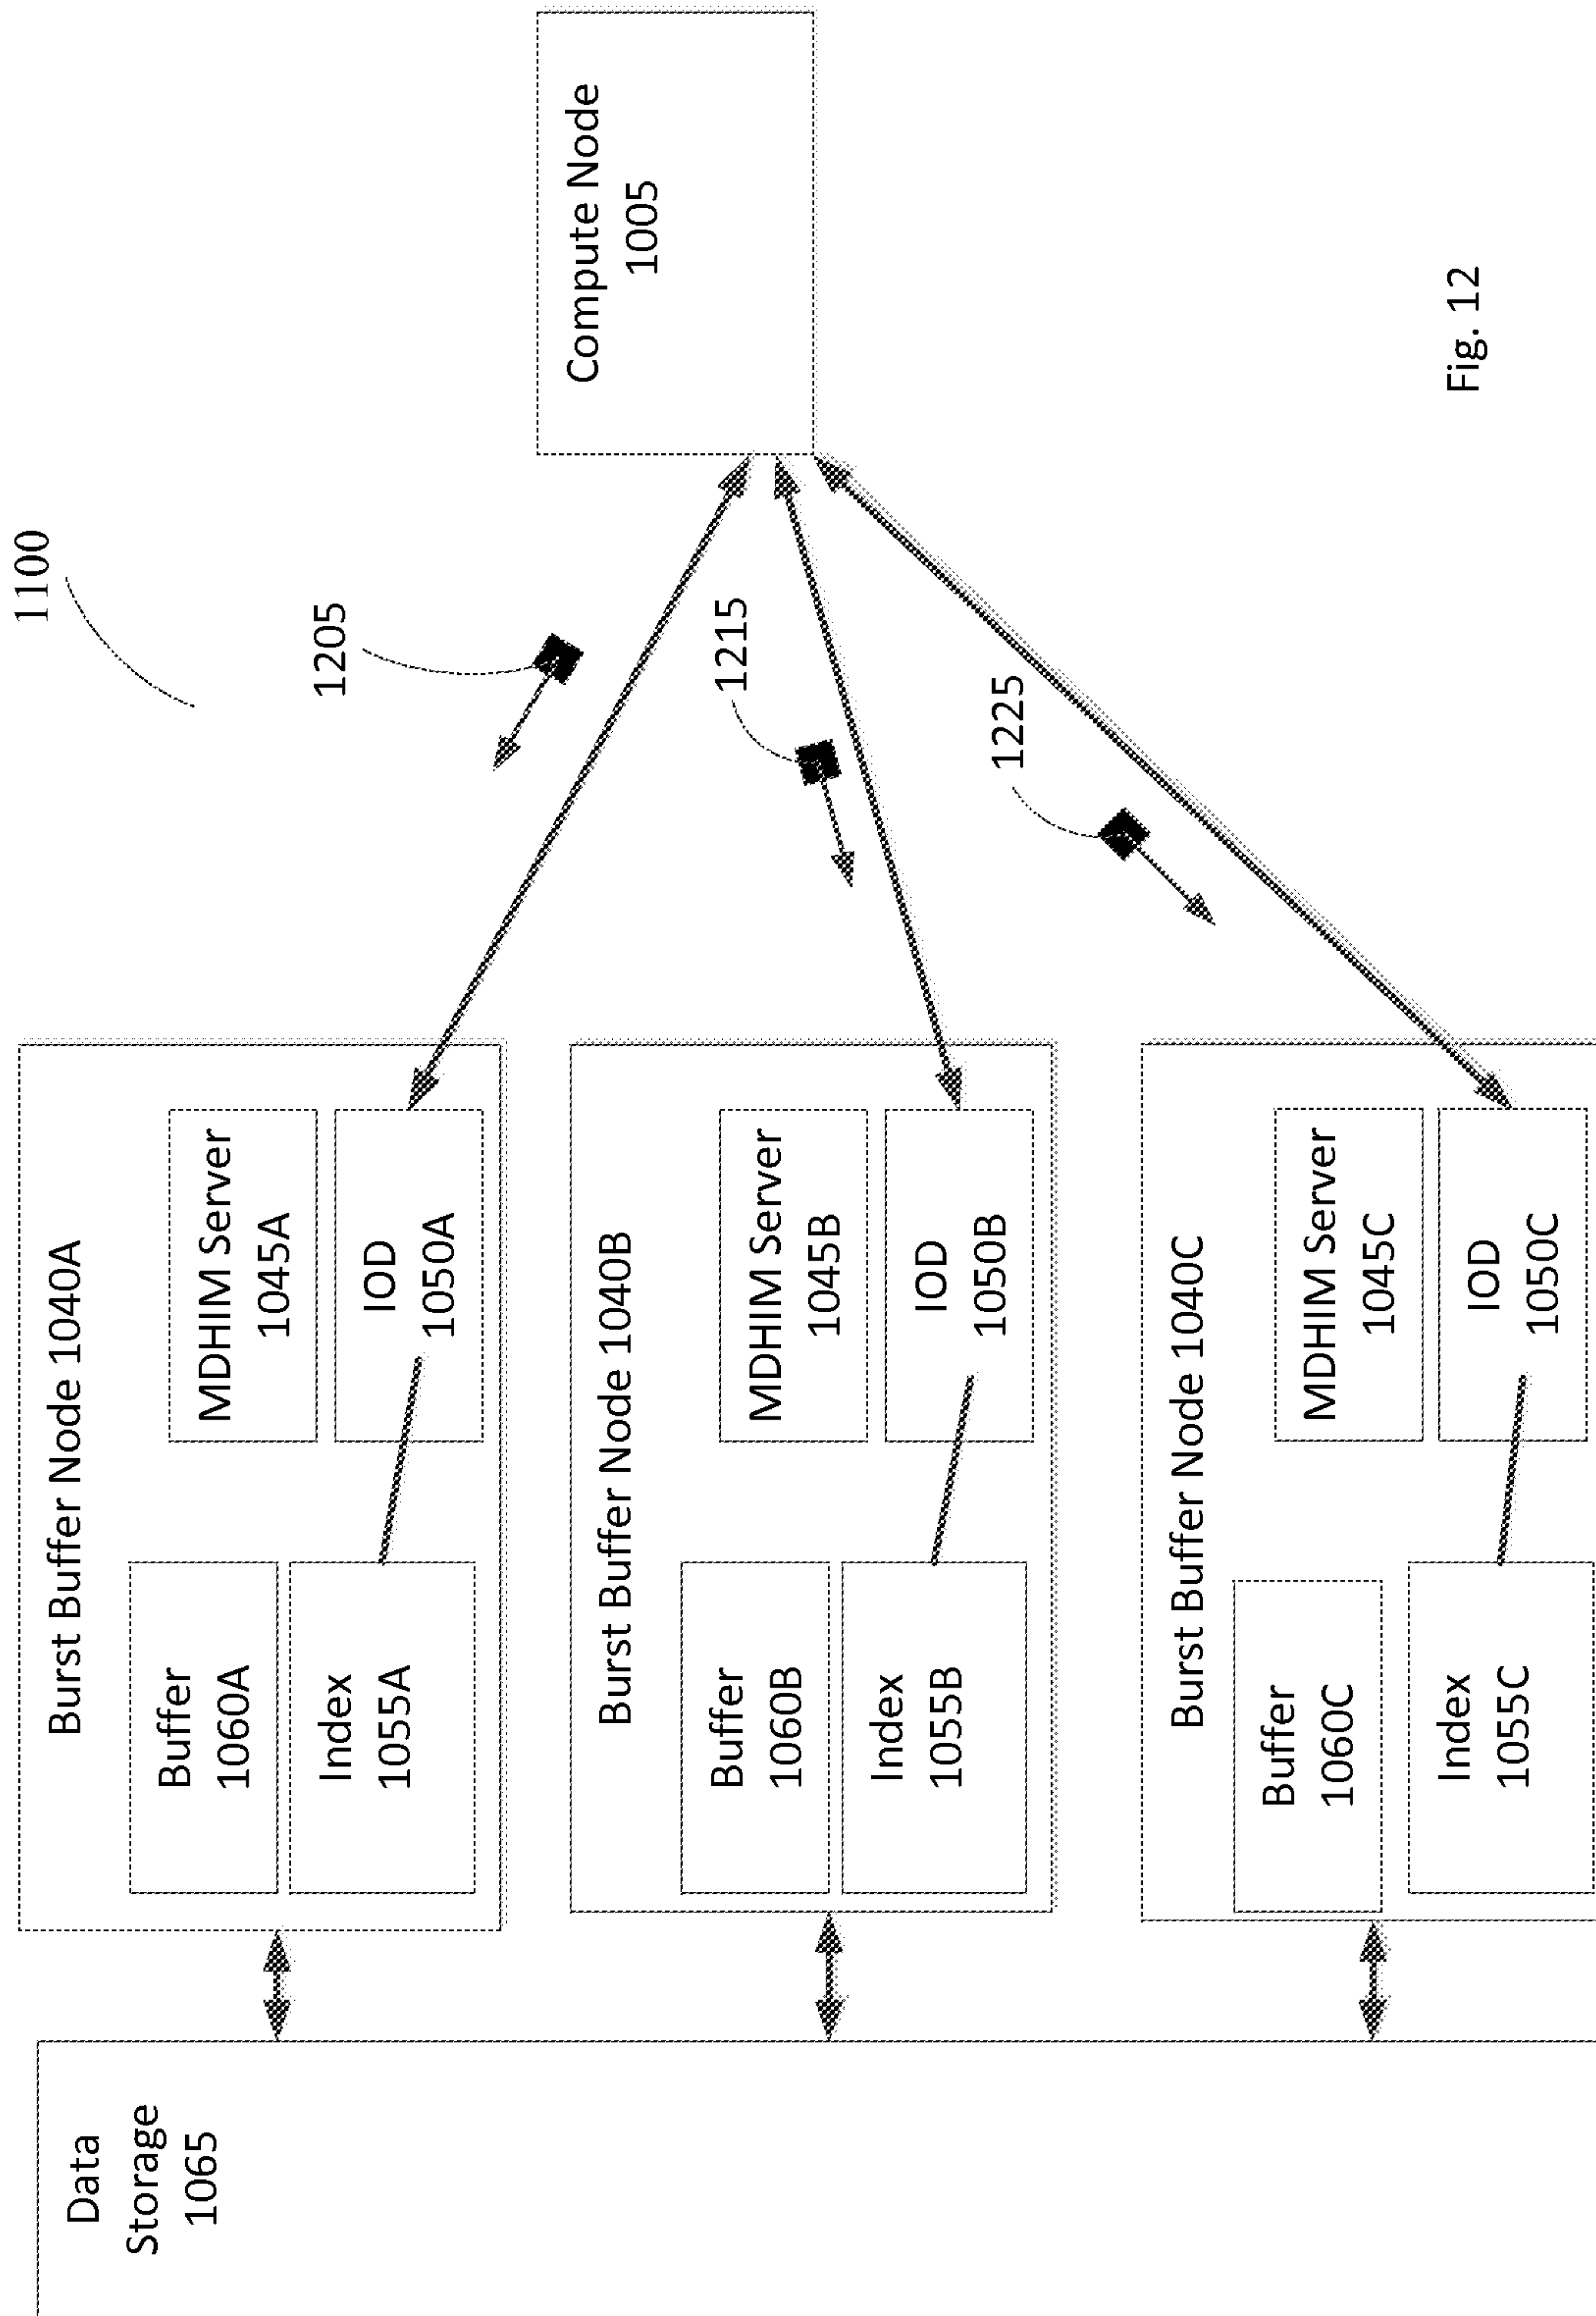 1100
Data
Storage
1065
Burst Buffer Node 1040A
Buffer
1060A
Index
1055A
MDHIM Server
1045A
IOD
1050A
Burst Buffer Node 1040B
Buffer
1060B
Index
1055B
MDHIM Server
1045B
IOD
1050B
Burst Buffer Node 1040C
Buffer
1060C
Index
1055C
MDHIM Server
1045C
IOD
1050C
1205
1215
1225
Compute Node
1005
Fig. 12